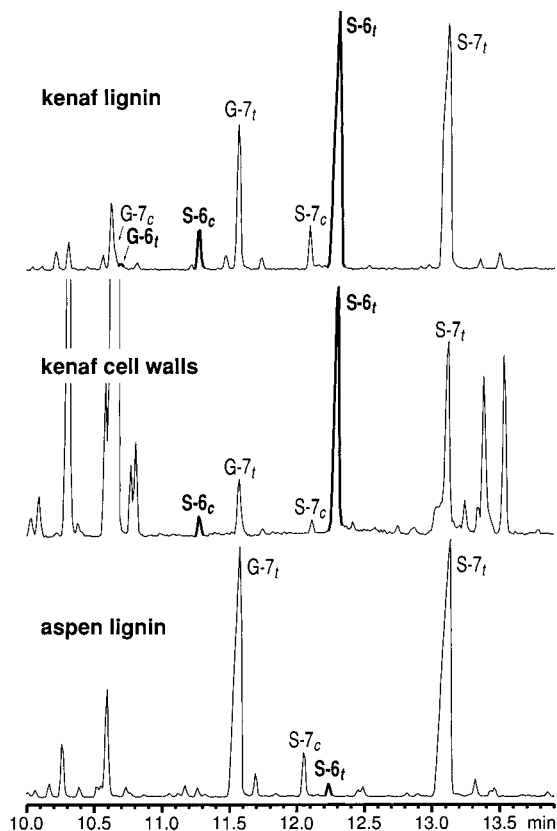 S-6t
S-7t
kenaf lignin
G-7t
G-7c
G-6t
S-6c
S-7c
S-6t
S-7t
kenaf cell walls
G-7t
S-6c
S-7c
G-7t
S-7t
aspen lignin
S-7c
S-6t
10.0 10.5 11.0 11.5 12.0 12.5 13.0 13.5 min